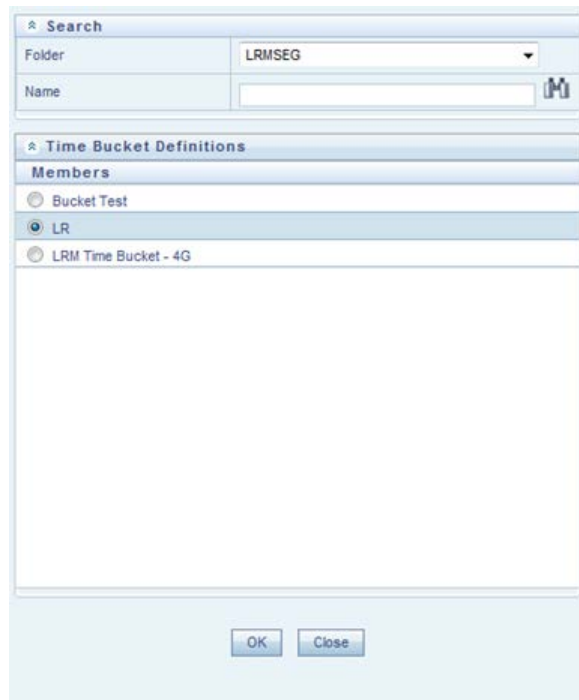 Search
Folder LRMSEG
Name
Time Bucket Definitions
Members
Bucket Test
LR
LRM Time Bucket - 4G
OK Close